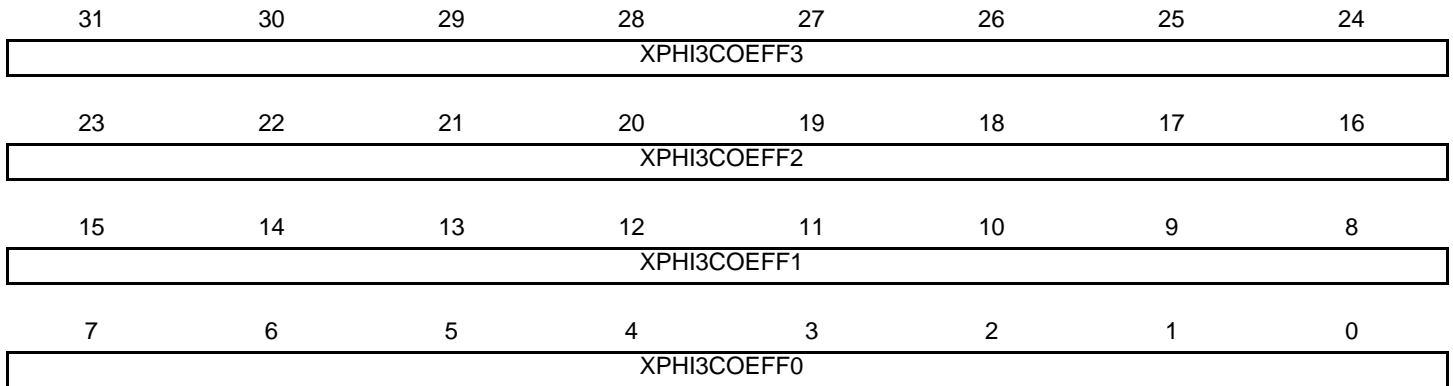 31 30 29 28 27 26 25 24
XPHI3COEFF3
23 22 21 20 19 18 17 16
XPHI3COEFF2
15 14 13 12 11 10 9 8
XPHI3COEFF1
7 6 5 4 3 2 1 0
XPHI3COEFF0